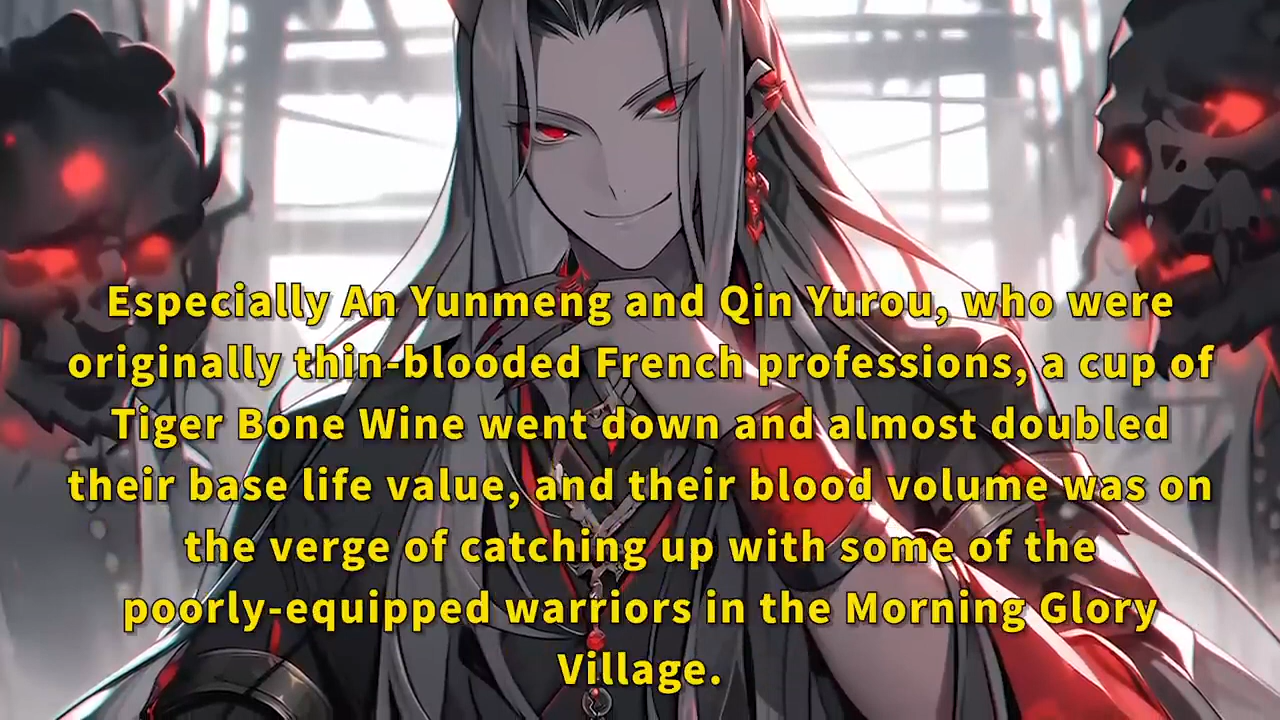 Especially An Yunmeng and Qin Yurou, who were
originally thin-blooded French professions, a cup of
Tiger Bone Wine went down and almost doubled
their base life value, and their blood volume was on
the verge of catching up with some of the
poorly-equipped warriors in the Morning Glory
Village.